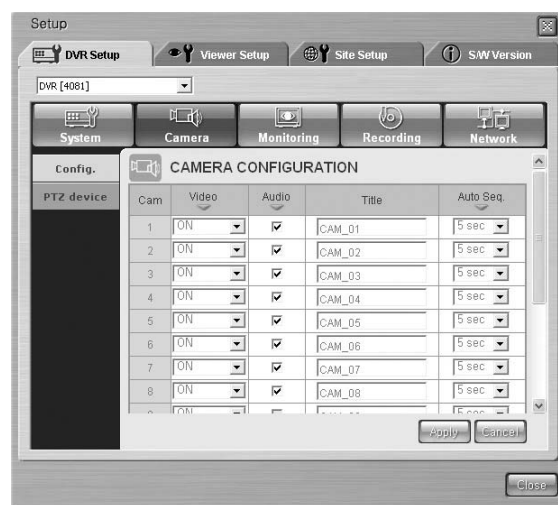 Setup
DVR Setup Viewer Setup Site Setup S/W Version
DVR [4081]
System Camera Monitoring Recording Network
Config.
PTZ device
CAMERA CONFIGURATION
Cam Video Audio Title Auto Seq.
1 ON CAM_01 5 sec
2 ON CAM_02 5 sec
3 ON CAM_03 5 sec
4 ON CAM_04 5 sec
5 ON CAM_05 5 sec
6 ON CAM_06 5 sec
7 ON CAM_07 5 sec
8 ON CAM_08 5 sec
Apply Cancel
Close